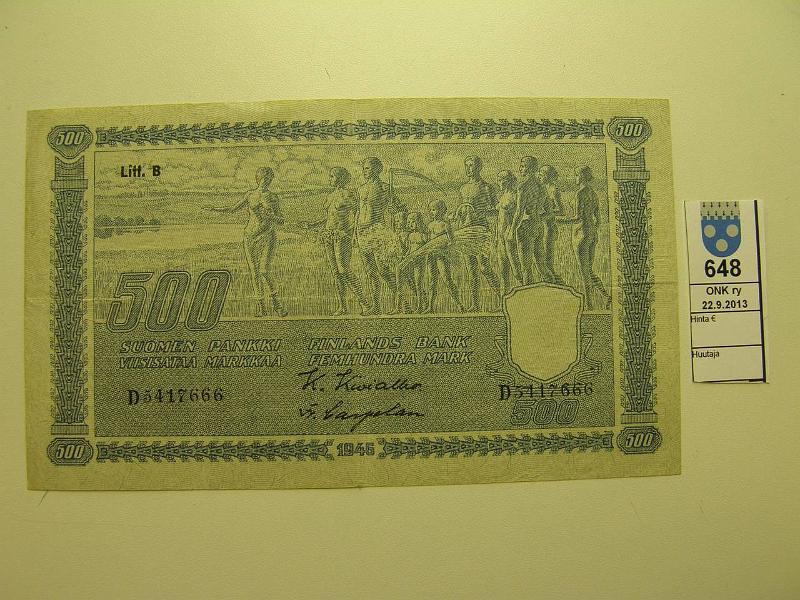 500 500
Litt. B
500
SUOMEN PANKKI FINLANDS BANK
VIISISATAA MARKKAA FEMHUNDRA MARK
D5417666 D5417666
500
500 1945 500
648
ONK ry
22.9.2013
Hinta €
Huutaja